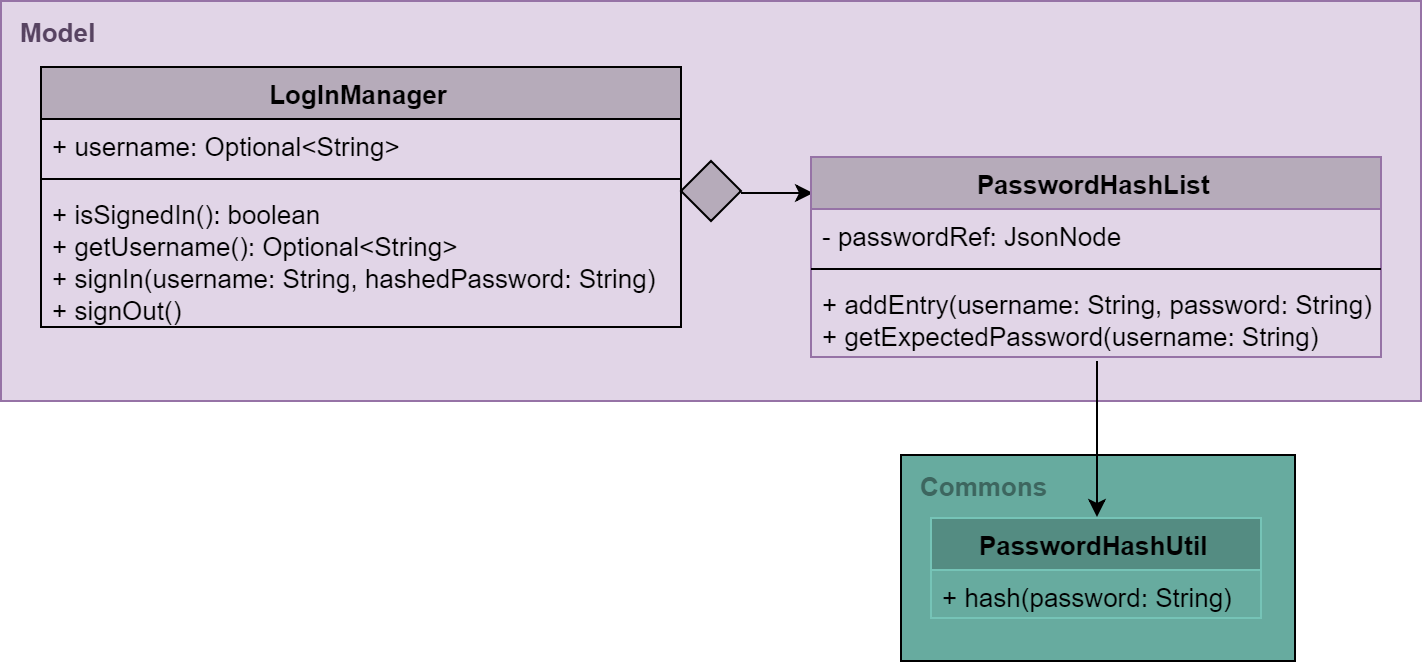 Model
LogInManager
+ username: Optional<String>
+ isSignedIn(): boolean
+ getUsername(): Optional<String>
+ signIn(username: String, hashedPassword: String)
+ signOut()
PasswordHashList
- passwordRef: JsonNode
+ addEntry(username: String, password: String)
+ getExpectedPassword(username: String)
Commons
PasswordHashUtil
+ hash(password: String)